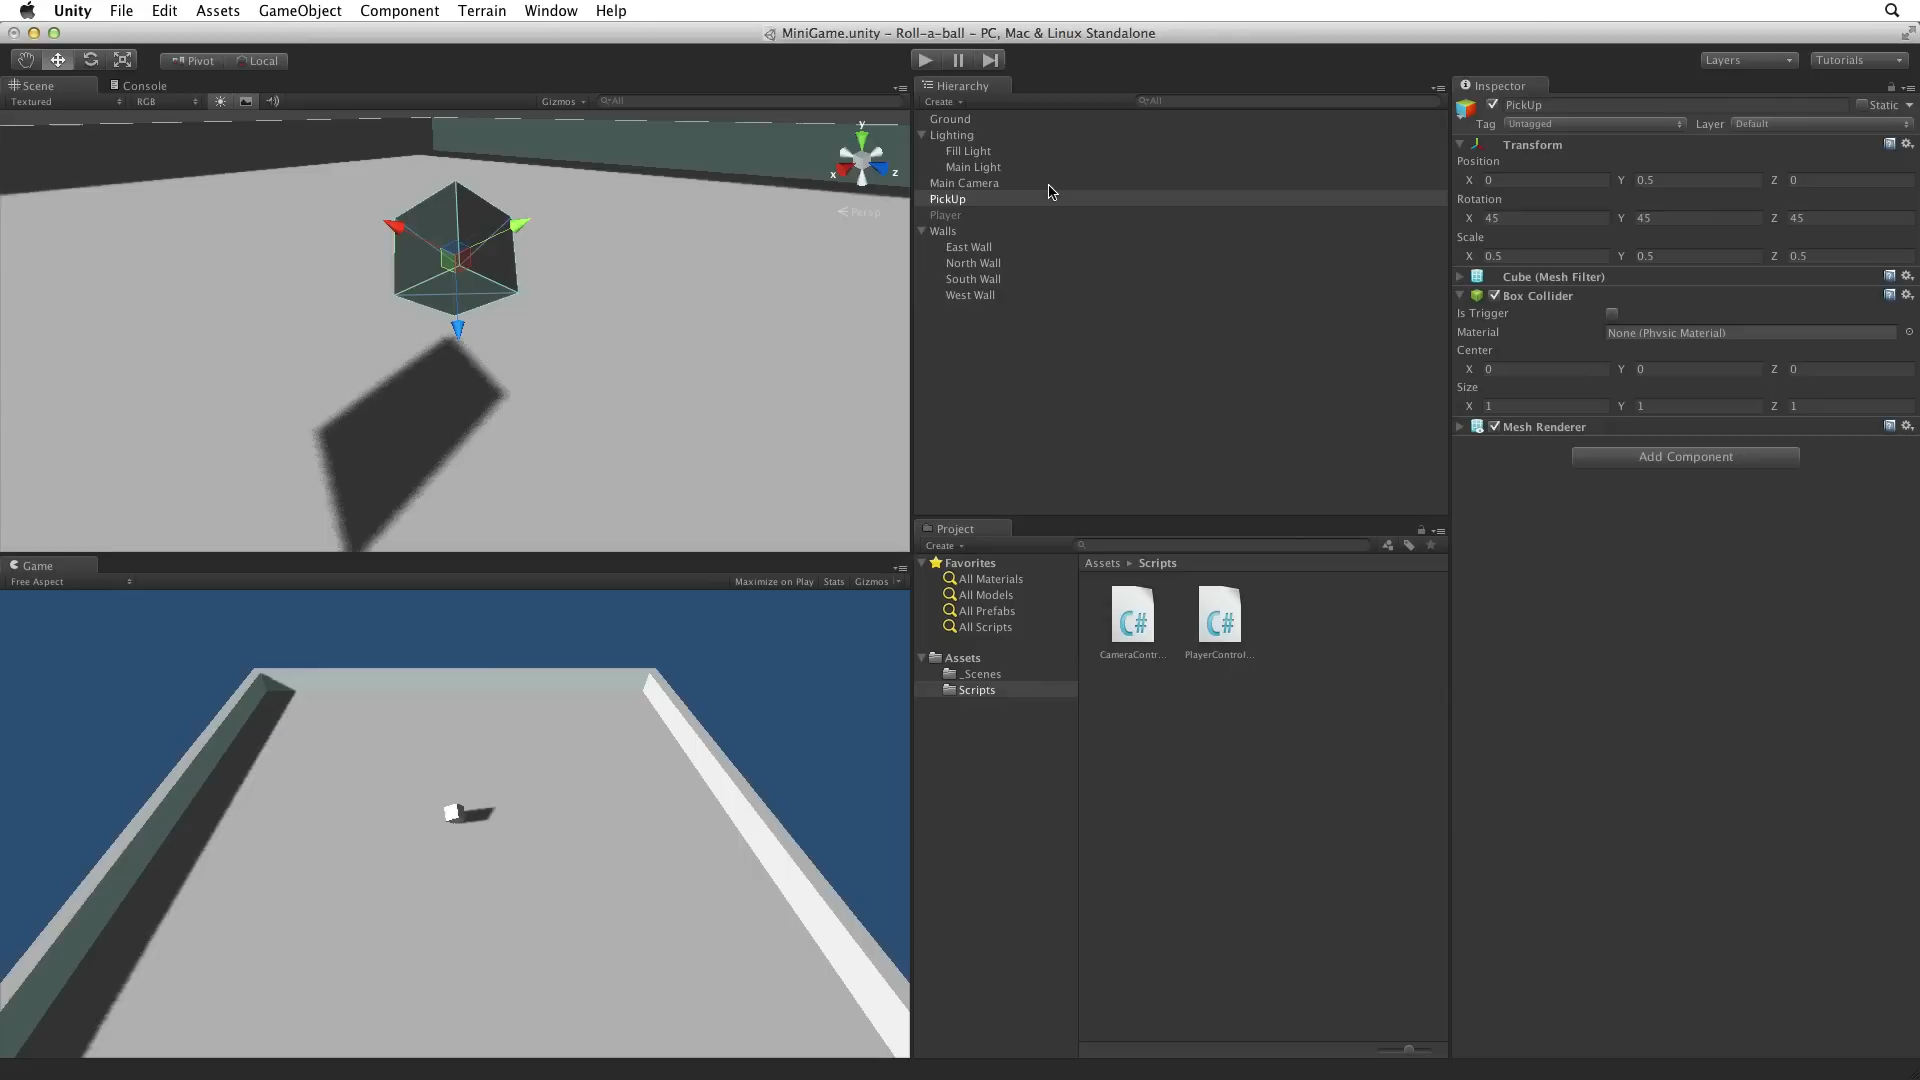 Unity File Edit Assets GameObject Component Terrain Window Help
MiniGame.unity - Roll-a-ball - PC, Mac & Linux Standalone
Pivot Local
Layers Tutorials
Scene Console
Textured RGB Gizmos All
y
x z
Persp
Game
Free Aspect Maximize on Play Stats Gizmos
Hierarchy
Create All
Ground
Lighting
Fill Light
Main Light
Main Camera
PickUp
Player
Walls
East Wall
North Wall
South Wall
West Wall
Project
Create
Favorites
All Materials
All Models
All Prefabs
All Scripts
Assets
_Scenes
Scripts
Assets ▸ Scripts
C# C#
CameraContr... PlayerControl...
Inspector
PickUp Static
Tag Untagged Layer Default
Transform
Position
X 0 Y 0.5 Z 0
Rotation
X 45 Y 45 Z 45
Scale
X 0.5 Y 0.5 Z 0.5
Cube (Mesh Filter)
Box Collider
Is Trigger
Material None (Physic Material)
Center
X 0 Y 0 Z 0
Size
X 1 Y 1 Z 1
Mesh Renderer
Add Component